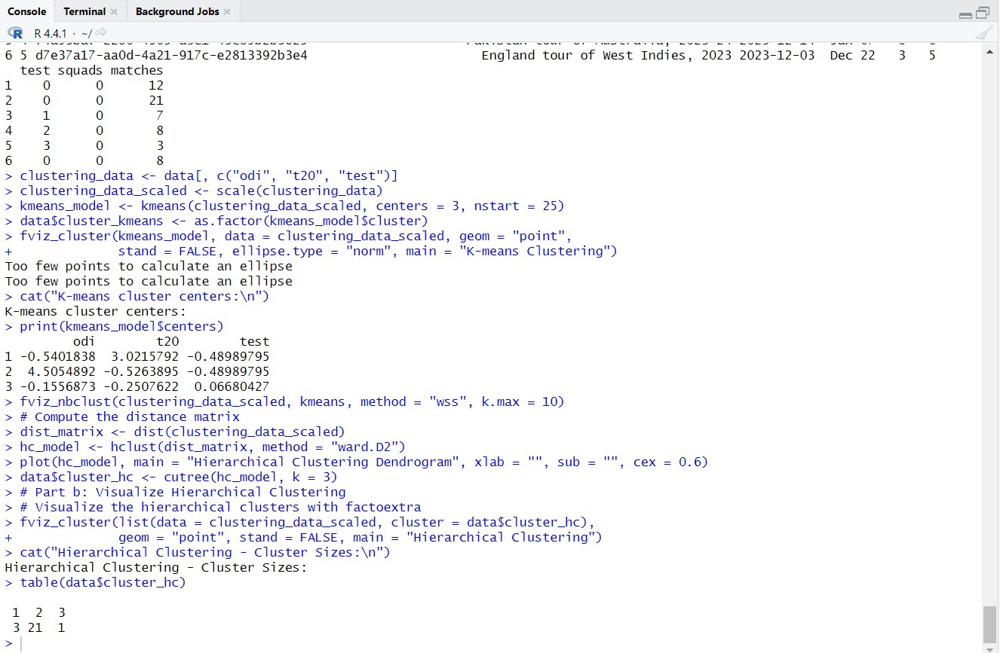 Console Terminal Background Jobs
R 4.4.1 · ~/
6 5 d7e37a17-aa0d-4a21-917c-e2813392b3e4 England tour of West Indies, 2023 2023-12-03 Dec 22 3 5
test squads matches
1 0 0 12
2 0 0 21
3 1 0 7
4 2 0 8
5 3 0 3
6 0 0 8
> clustering_data <- data[, c("odi", "t20", "test")]
> clustering_data_scaled <- scale(clustering_data)
> kmeans_model <- kmeans(clustering_data_scaled, centers = 3, nstart = 25)
> data$cluster_kmeans <- as.factor(kmeans_model$cluster)
> fviz_cluster(kmeans_model, data = clustering_data_scaled, geom = "point",
+ stand = FALSE, ellipse.type = "norm", main = "K-means Clustering")
Too few points to calculate an ellipse
Too few points to calculate an ellipse
> cat("K-means cluster centers:\n")
K-means cluster centers:
> print(kmeans_model$centers)
odi t20 test
1 -0.5401838 3.0215792 -0.48989795
2 4.5054892 -0.5263895 -0.48989795
3 -0.1556873 -0.2507622 0.06680427
> fviz_nbclust(clustering_data_scaled, kmeans, method = "wss", k.max = 10)
> # Compute the distance matrix
> dist_matrix <- dist(clustering_data_scaled)
> hc_model <- hclust(dist_matrix, method = "ward.D2")
> plot(hc_model, main = "Hierarchical Clustering Dendrogram", xlab = "", sub = "", cex = 0.6)
> data$cluster_hc <- cutree(hc_model, k = 3)
> # Part b: Visualize Hierarchical Clustering
> # Visualize the hierarchical clusters with factoextra
> fviz_cluster(list(data = clustering_data_scaled, cluster = data$cluster_hc),
+ geom = "point", stand = FALSE, main = "Hierarchical Clustering")
> cat("Hierarchical Clustering - Cluster Sizes:\n")
Hierarchical Clustering - Cluster Sizes:
> table(data$cluster_hc)
1 2 3
3 21 1
>